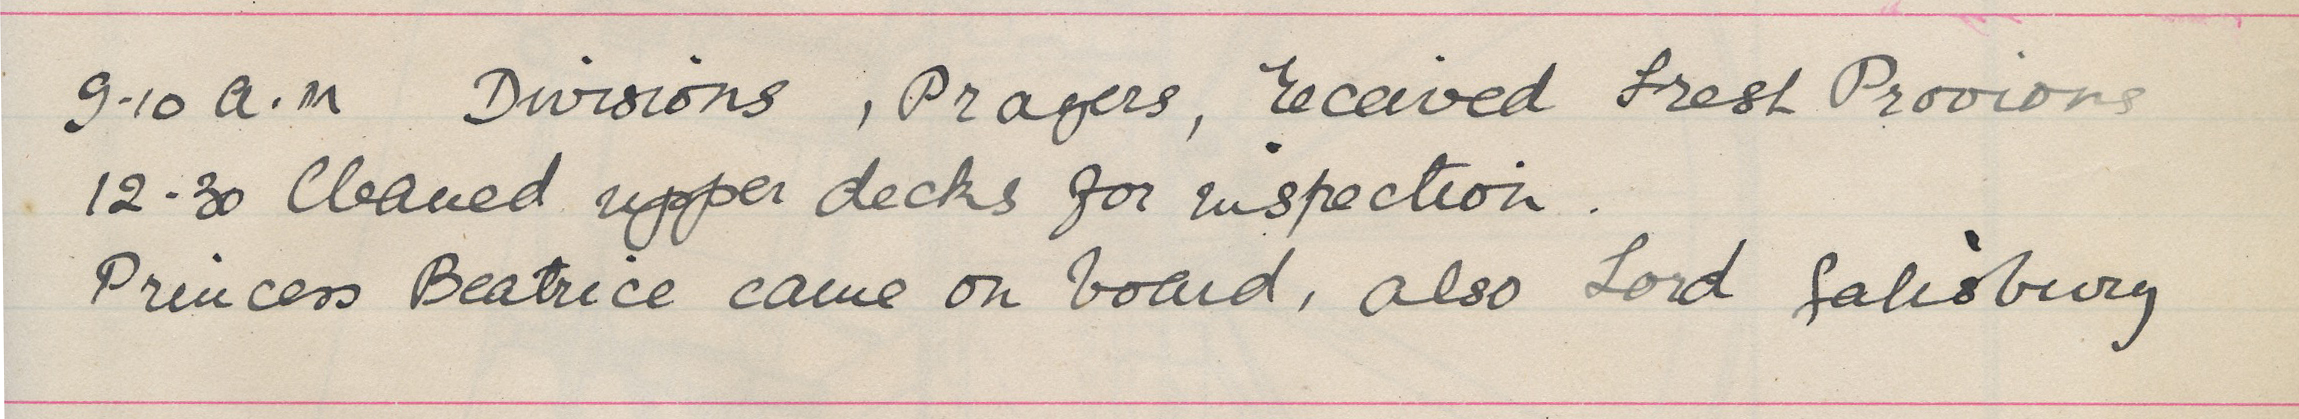 9-10 a.m Divisions , Prayers, received Fresh Provions
12-30 Cleaned upper decks for inspection.
Princess Beatrice came on board, also Lord Salisbury